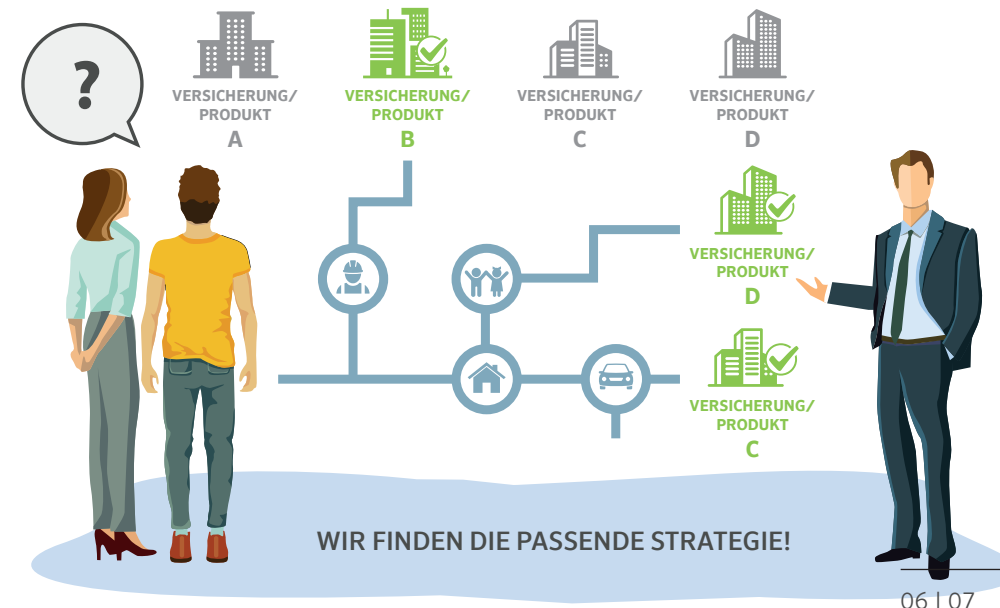 ?
VERSICHERUNG/
PRODUKT
A
VERSICHERUNG/
PRODUKT
B
VERSICHERUNG/
PRODUKT
C
VERSICHERUNG/
PRODUKT
D
VERSICHERUNG/
PRODUKT
D
VERSICHERUNG/
PRODUKT
C
WIR FINDEN DIE PASSENDE STRATEGIE!
06 | 07